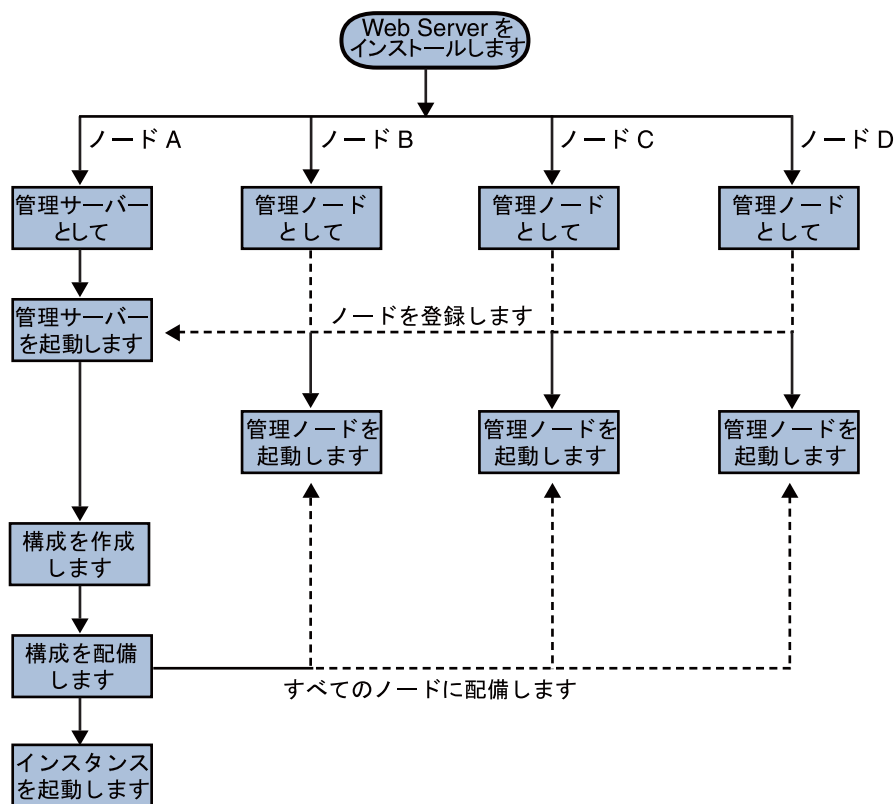 Web Server を
インストールします
ノード A
ノード B
ノード C
ノード D
管理サーバー
として
管理ノード
として
管理ノード
として
管理ノード
として
管理サーバー
を起動します
ノードを登録します
管理ノードを
起動します
管理ノードを
起動します
管理ノードを
起動します
構成を作成
します
構成を配備
します
すべてのノードに配備します
インスタンス
を起動します